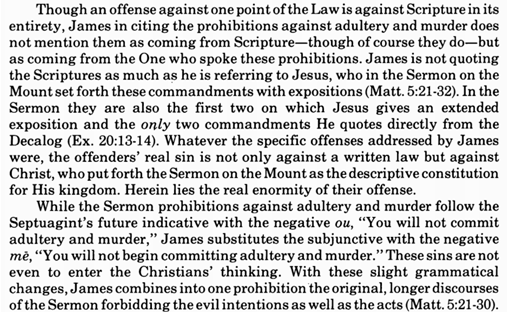 Though an offense against one point of the Law is against Scripture in its
entirety, James in citing the prohibitions against adultery and murder does
not mention them as coming from Scripture—though of course they do—but
as coming from the One who spoke these prohibitions. James is not quoting
the Scriptures as much as he is referring to Jesus, who in the Sermon on the
Mount set forth these commandments with expositions (Matt. 5:21-32). In the
Sermon they are also the first two on which Jesus gives an extended
exposition and the only two commandments He quotes directly from the
Decalog (Ex. 20:13-14). Whatever the specific offenses addressed by James
were, the offenders' real sin is not only against a written law but against
Christ, who put forth the Sermon on the Mount as the descriptive constitution
for His kingdom. Herein lies the real enormity of their offense.
While the Sermon prohibitions against adultery and murder follow the
Septuagint's future indicative with the negative ou, “You will not commit
adultery and murder,” James substitutes the subjunctive with the negative
mē, “You will not begin committing adultery and murder.” These sins are not
even to enter the Christians' thinking. With these slight grammatical
changes, James combines into one prohibition the original, longer discourses
of the Sermon forbidding the evil intentions as well as the acts (Matt. 5:21-30).